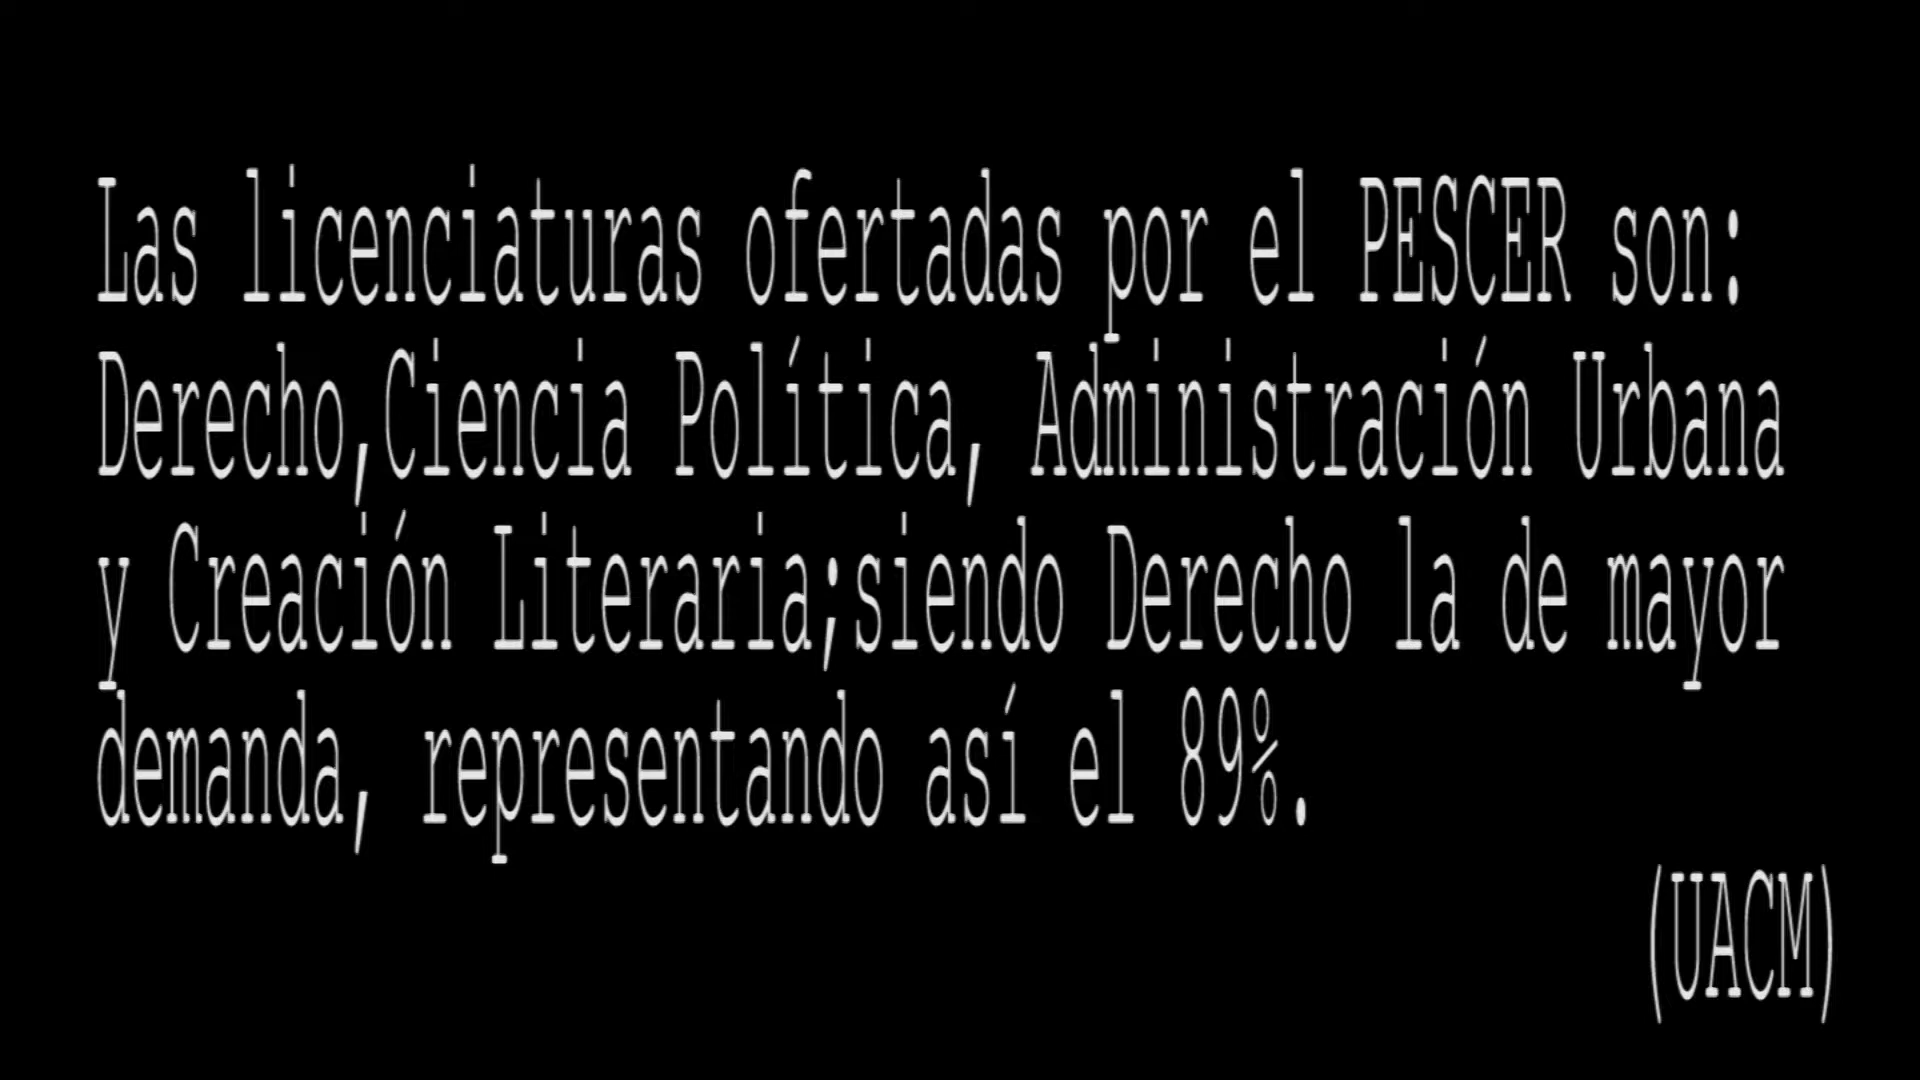 Las licenciaturas ofertadas por el PESCER son:
Derecho,Ciencia Política, Administración Urbana
y Creación Literaria;siendo Derecho la de mayor
demanda, representando así el 89%.
(UACM)